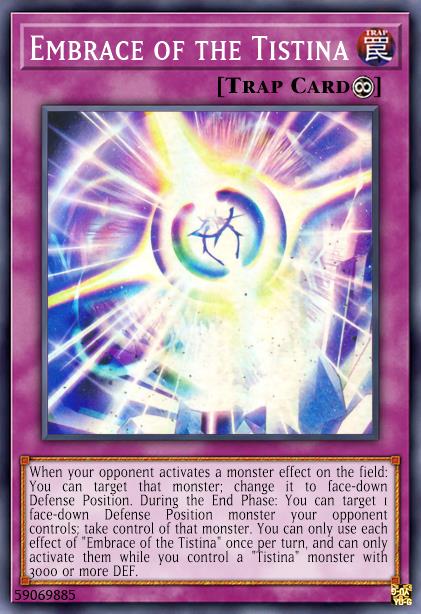 EMBRACE OF THE TISTINA
TRAP
罠
[TRAP CARD♾]
When your opponent activates a monster effect on the field:
You can target that monster; change it to face-down
Defense Position. During the End Phase: You can target 1
face-down Defense Position monster your opponent
controls; take control of that monster. You can only use each
effect of "Embrace of the Tistina" once per turn, and can only
activate them while you control a "Tistina" monster with
3000 or more DEF.
59069885